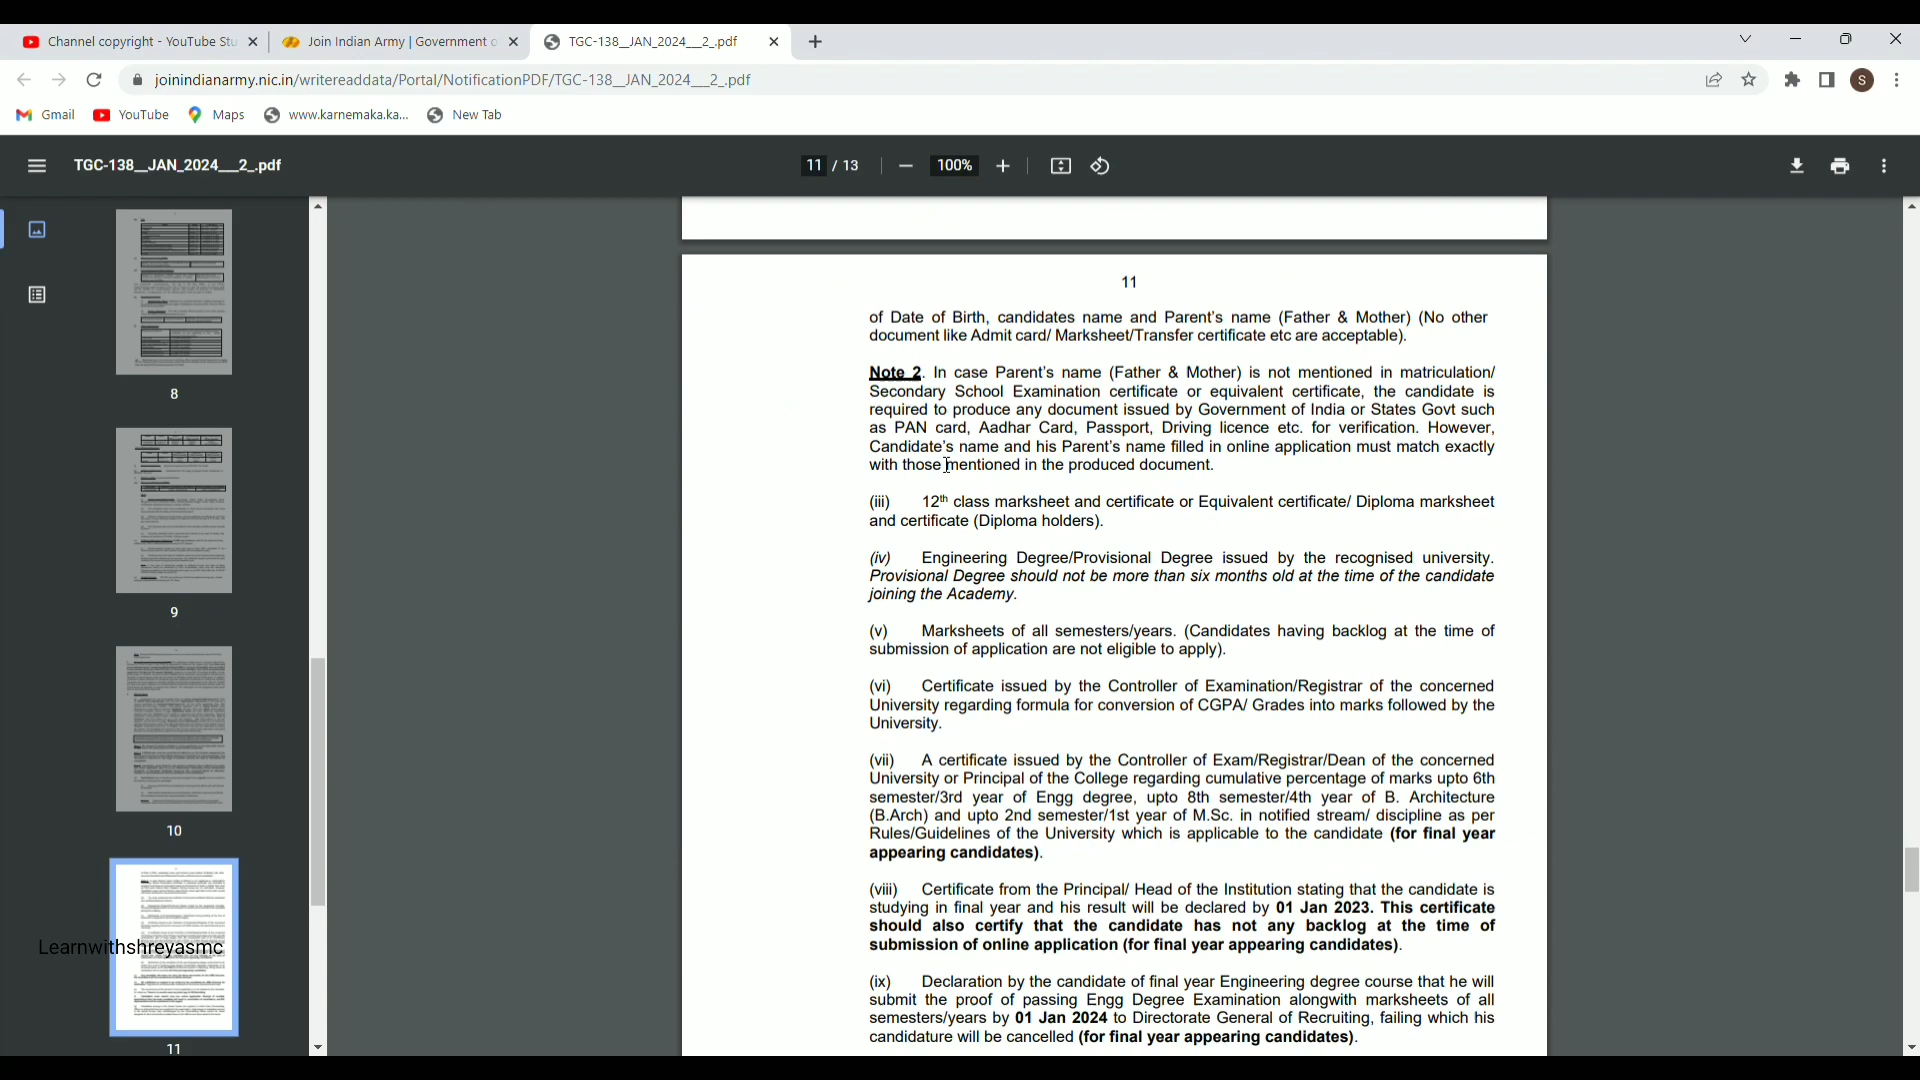 Channel copyright - YouTube Stu
Join Indian Army | Government o
TGC-138__JAN_2024___2_.pdf
joinindianarmy.nic.in/writereaddata/Portal/NotificationPDF/TGC-138__JAN_2024___2_.pdf
S
Gmail
YouTube
Maps
www.karnemaka.ka...
New Tab
TGC-138__JAN_2024___2_.pdf
11 / 13
100%
8
9
10
11
Learnwithshreyasmc
11
of Date of Birth, candidates name and Parent's name (Father & Mother) (No other
document like Admit card/ Marksheet/Transfer certificate etc are acceptable).
Note 2. In case Parent's name (Father & Mother) is not mentioned in matriculation/
Secondary School Examination certificate or equivalent certificate, the candidate is
required to produce any document issued by Government of India or States Govt such
as PAN card, Aadhar Card, Passport, Driving licence etc. for verification. However,
Candidate's name and his Parent's name filled in online application must match exactly
with those mentioned in the produced document.
(iii) 12th class marksheet and certificate or Equivalent certificate/ Diploma marksheet
and certificate (Diploma holders).
(iv) Engineering Degree/Provisional Degree issued by the recognised university.
Provisional Degree should not be more than six months old at the time of the candidate
joining the Academy.
(v) Marksheets of all semesters/years. (Candidates having backlog at the time of
submission of application are not eligible to apply).
(vi) Certificate issued by the Controller of Examination/Registrar of the concerned
University regarding formula for conversion of CGPA/ Grades into marks followed by the
University.
(vii) A certificate issued by the Controller of Exam/Registrar/Dean of the concerned
University or Principal of the College regarding cumulative percentage of marks upto 6th
semester/3rd year of Engg degree, upto 8th semester/4th year of B. Architecture
(B.Arch) and upto 2nd semester/1st year of M.Sc. in notified stream/ discipline as per
Rules/Guidelines of the University which is applicable to the candidate (for final year
appearing candidates).
(viii) Certificate from the Principal/ Head of the Institution stating that the candidate is
studying in final year and his result will be declared by 01 Jan 2023. This certificate
should also certify that the candidate has not any backlog at the time of
submission of online application (for final year appearing candidates).
(ix) Declaration by the candidate of final year Engineering degree course that he will
submit the proof of passing Engg Degree Examination alongwith marksheets of all
semesters/years by 01 Jan 2024 to Directorate General of Recruiting, failing which his
candidature will be cancelled (for final year appearing candidates).